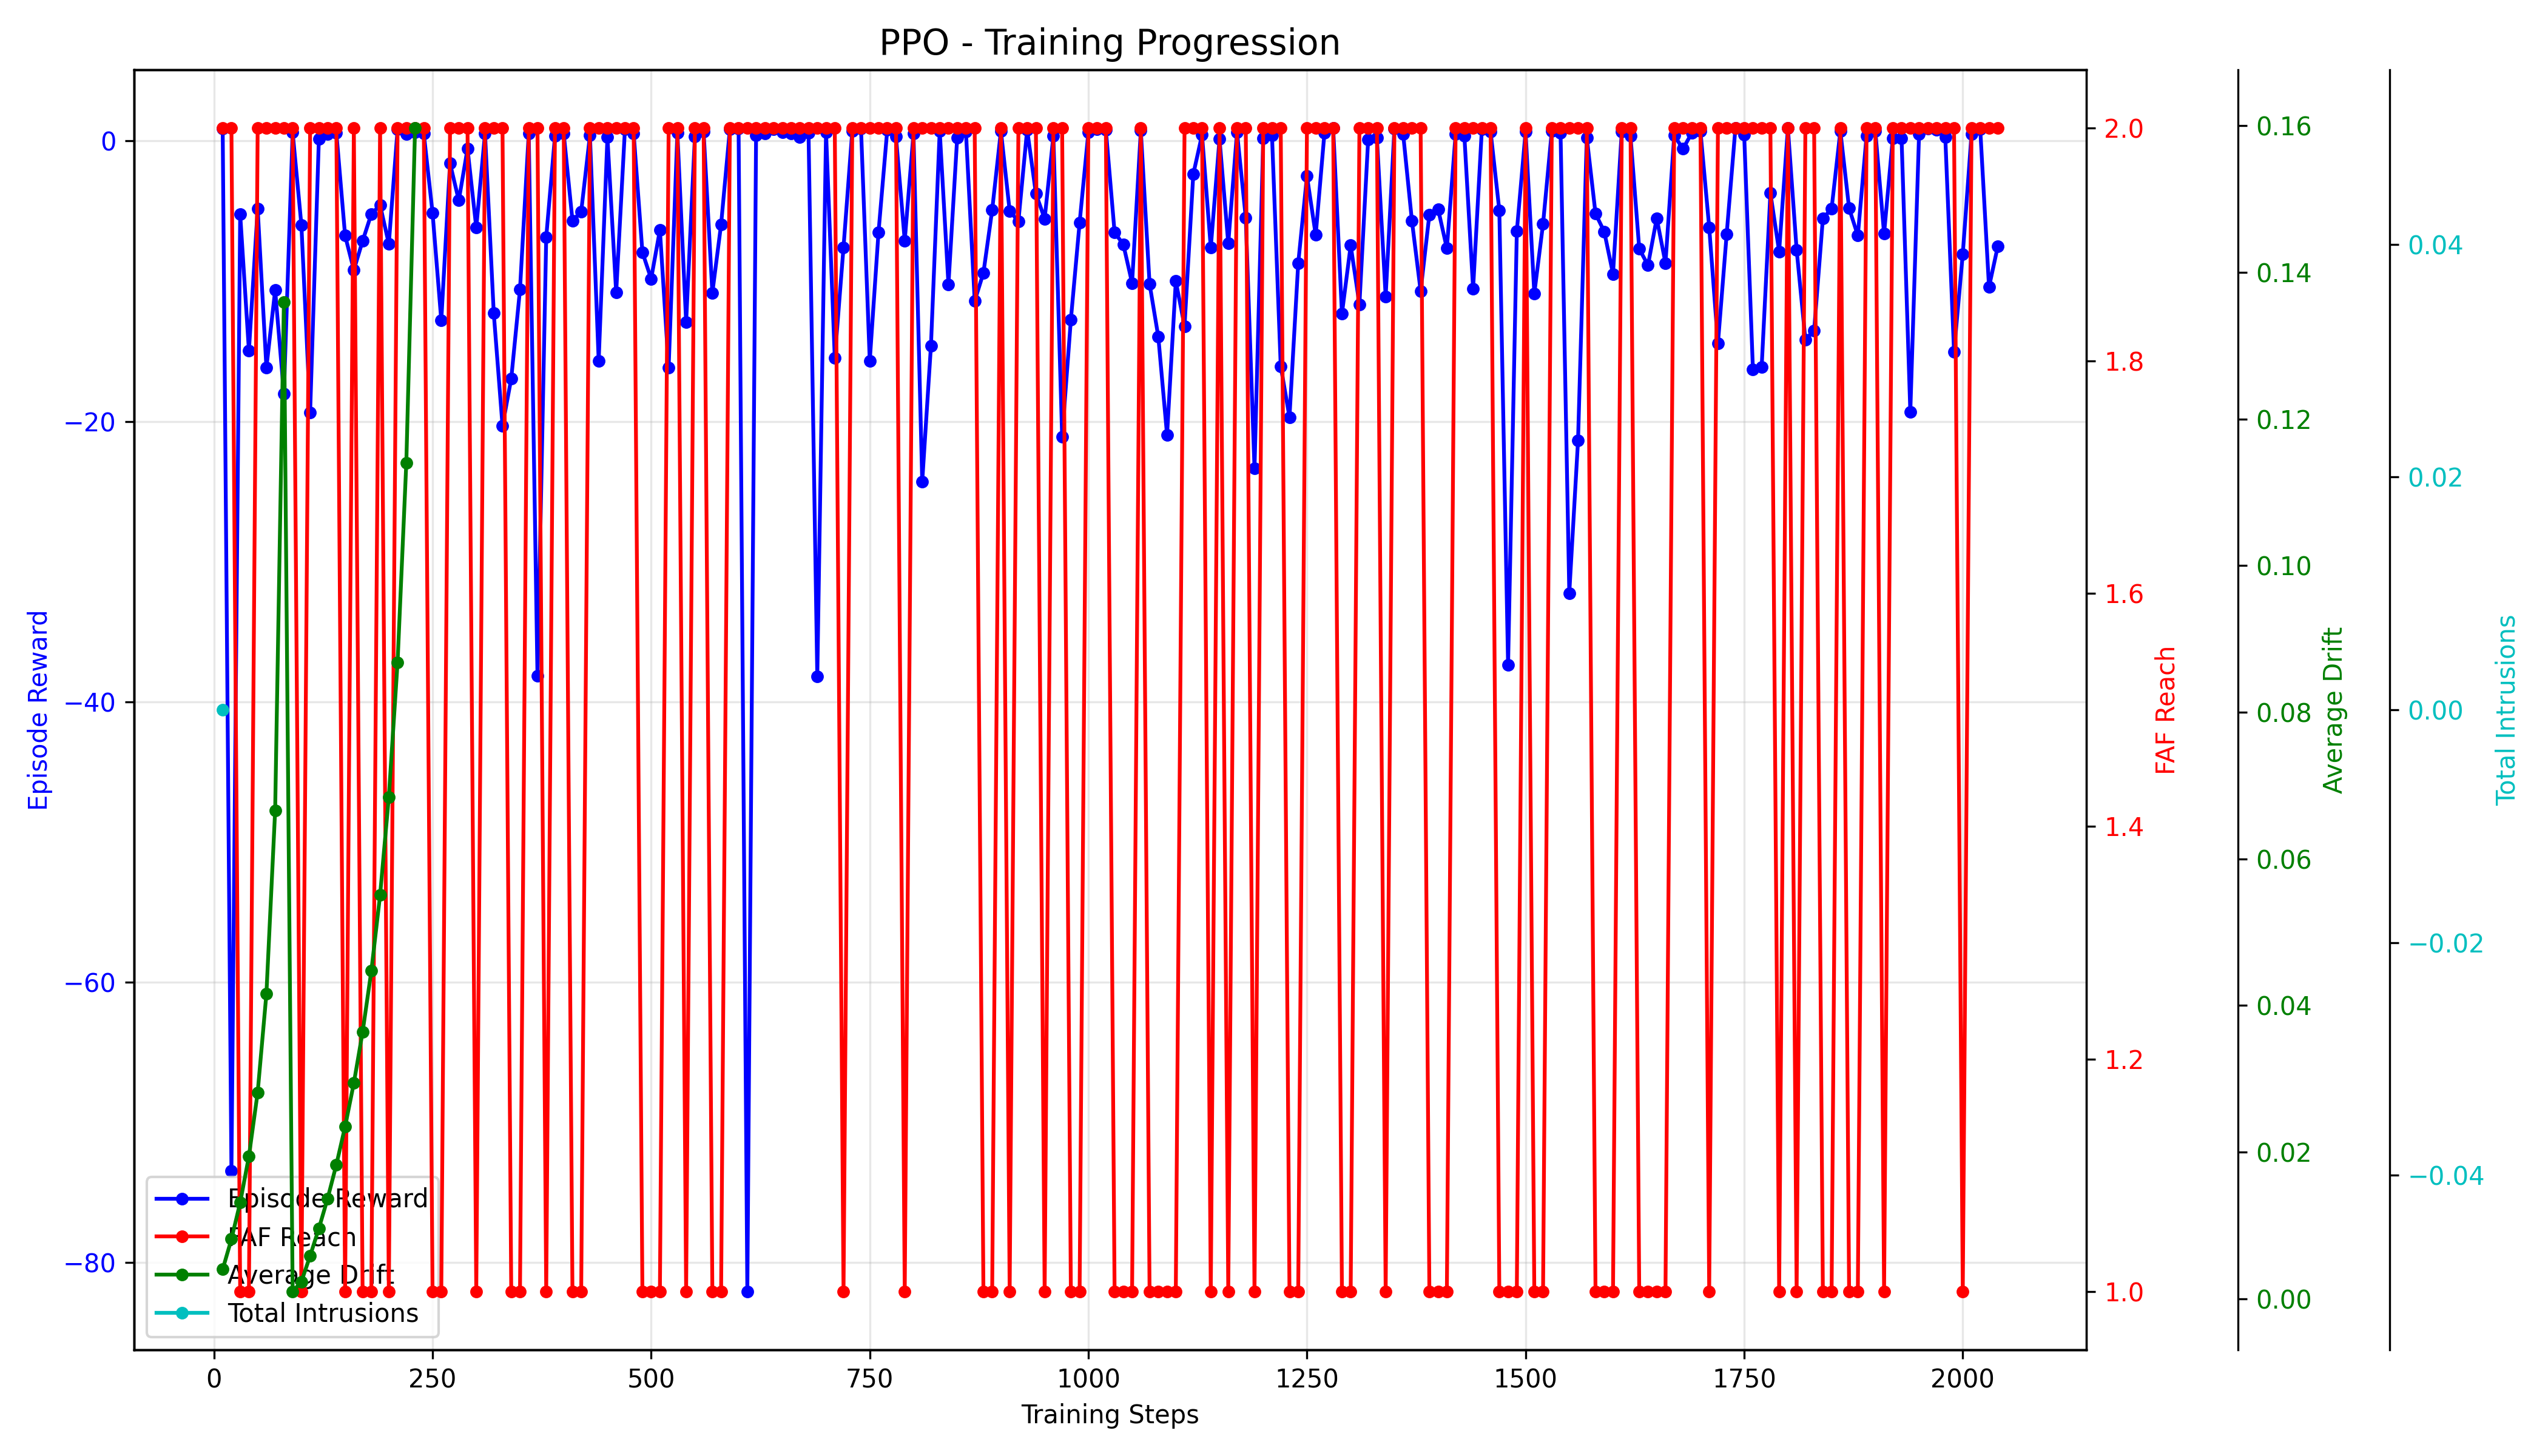 PPO - Training Progression
Episode Reward
0
−20
−40
−60
−80
Episode Reward
FAF Reach
Average Drift
Total Intrusions
0 250 500 750 1000 1250 1500 1750 2000
Training Steps
2.0
1.8
1.6
1.4
1.2
1.0
FAF Reach
0.16
0.14
0.12
0.10
0.08
0.06
0.04
0.02
0.00
Average Drift
0.04
0.02
0.00
−0.02
−0.04
Total Intrusions